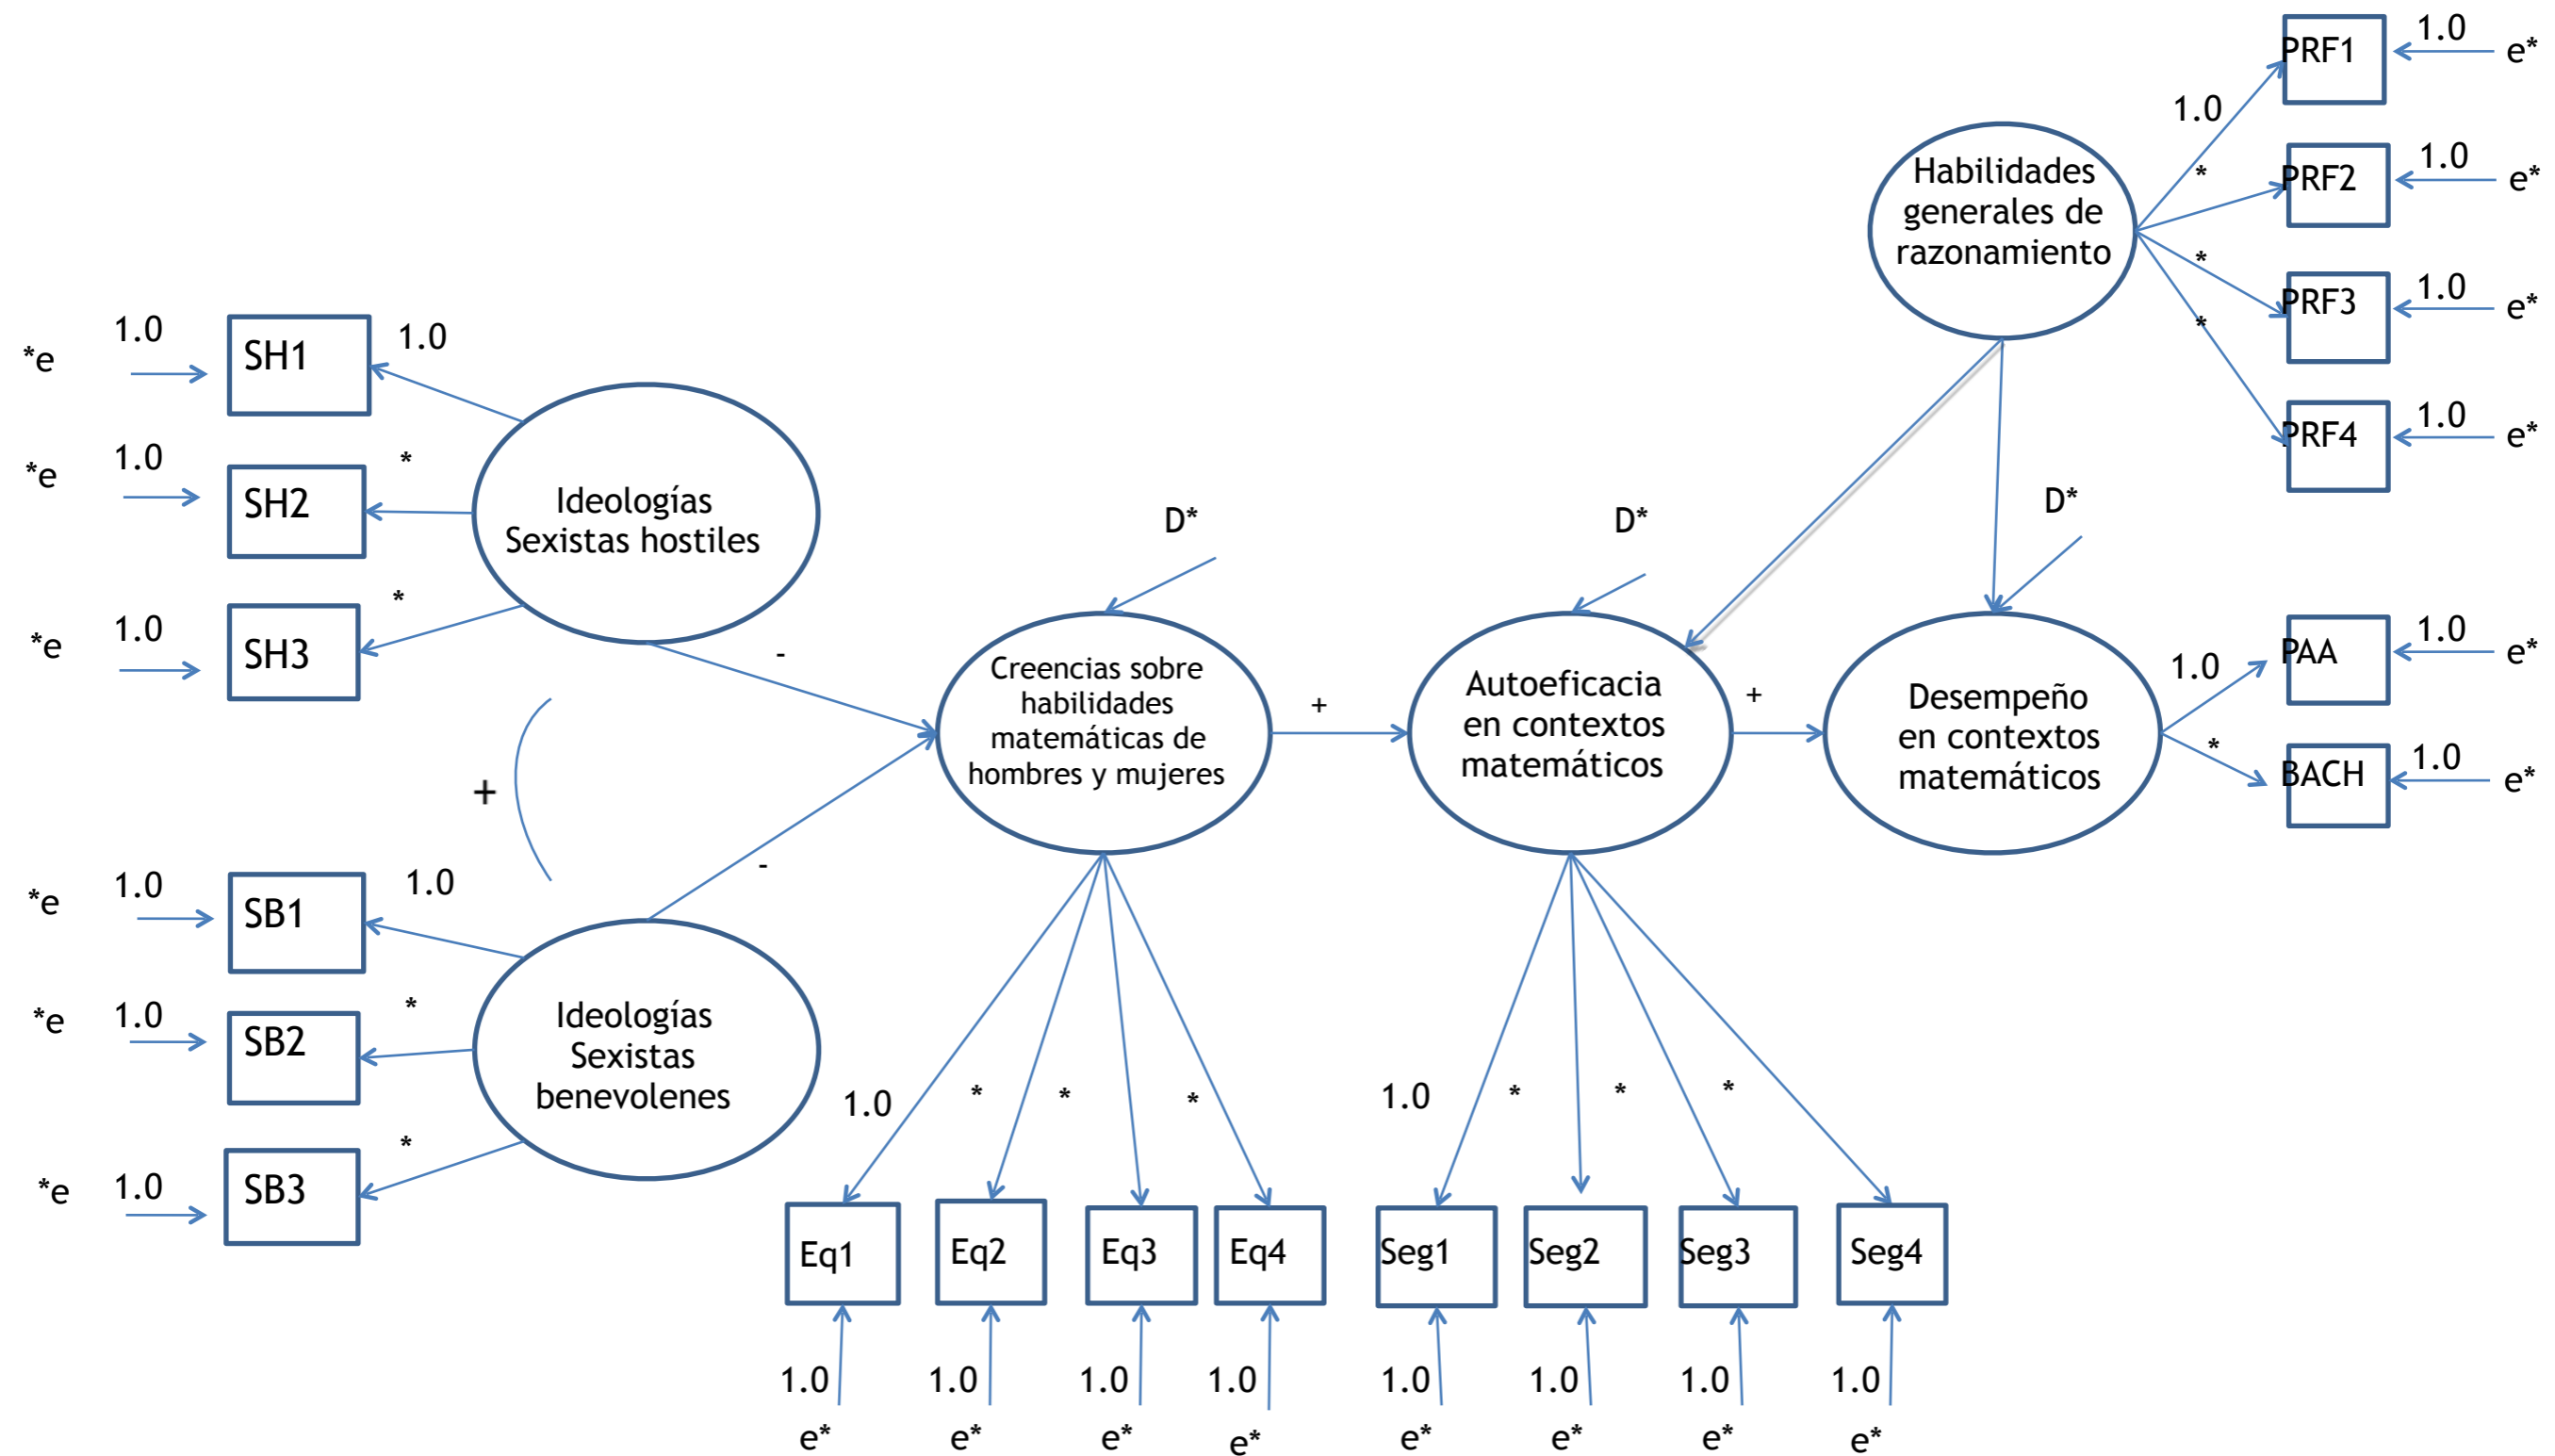 PRF1
1.0
e*
1.0
PRF2
1.0
e*
*
PRF3
1.0
e*
*
PRF4
1.0
e*
*
Habilidades
generales de
razonamiento
*e
1.0
SH1
1.0
*e
1.0
SH2
*
*e
1.0
SH3
*
Ideologías
Sexistas hostiles
-
+
-
*e
1.0
SB1
1.0
*e
1.0
SB2
*
*e
1.0
SB3
*
Ideologías
Sexistas
benevolenes
D*
Creencias sobre
habilidades
matemáticas de
hombres y mujeres
+
D*
Autoeficacia
en contextos
matemáticos
+
D*
Desempeño
en contextos
matemáticos
1.0
PAA
1.0
e*
*
BACH
1.0
e*
1.0
*
*
*
1.0
*
*
*
Eq1
Eq2
Eq3
Eq4
Seg1
Seg2
Seg3
Seg4
1.0
1.0
1.0
1.0
1.0
1.0
1.0
1.0
e*
e*
e*
e*
e*
e*
e*
e*